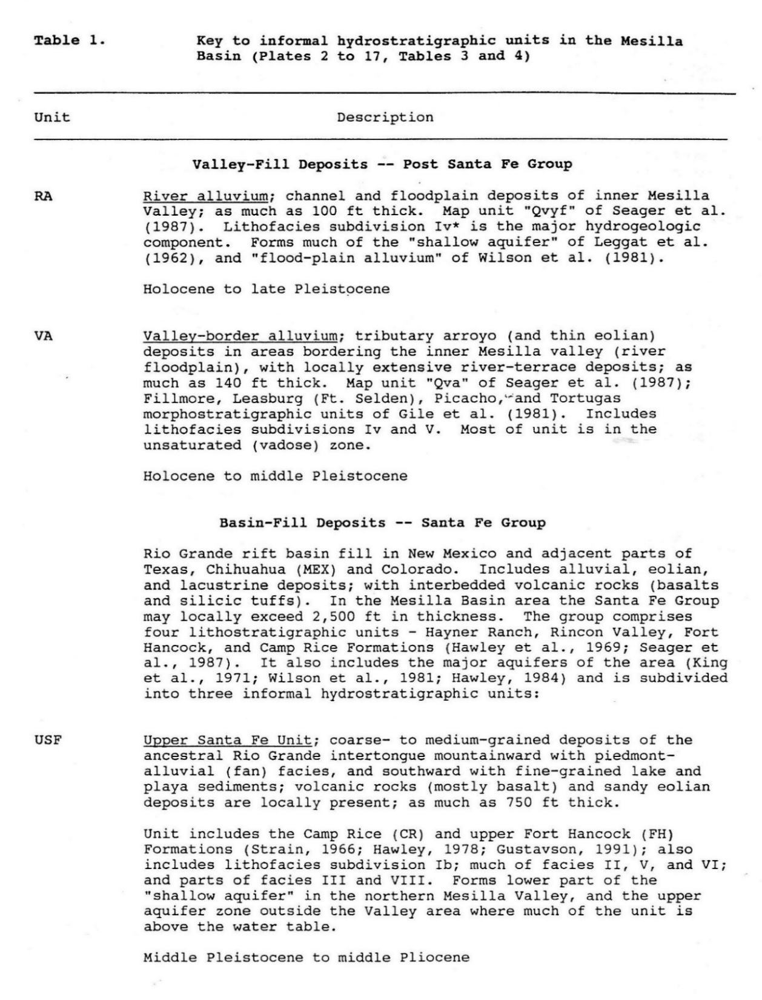 Table 1. Key to informal hydrostratigraphic units in the Mesilla
Basin (Plates 2 to 17, Tables 3 and 4)
Unit Description
Valley-Fill Deposits -- Post Santa Fe Group
RA River alluvium; channel and floodplain deposits of inner Mesilla
Valley; as much as 100 ft thick. Map unit "Qvyf" of Seager et al.
(1987). Lithofacies subdivision Iv* is the major hydrogeologic
component. Forms much of the "shallow aquifer" of Leggat et al.
(1962), and "flood-plain alluvium" of Wilson et al. (1981).
Holocene to late Pleistocene
VA Valley-border alluvium; tributary arroyo (and thin eolian)
deposits in areas bordering the inner Mesilla valley (river
floodplain), with locally extensive river-terrace deposits; as
much as 140 ft thick. Map unit "Qva" of Seager et al. (1987);
Fillmore, Leasburg (Ft. Selden), Picacho, and Tortugas
morphostratigraphic units of Gile et al. (1981). Includes
lithofacies subdivisions Iv and V. Most of unit is in the
unsaturated (vadose) zone.
Holocene to middle Pleistocene
Basin-Fill Deposits -- Santa Fe Group
Rio Grande rift basin fill in New Mexico and adjacent parts of
Texas, Chihuahua (MEX) and Colorado. Includes alluvial, eolian,
and lacustrine deposits; with interbedded volcanic rocks (basalts
and silicic tuffs). In the Mesilla Basin area the Santa Fe Group
may locally exceed 2,500 ft in thickness. The group comprises
four lithostratigraphic units - Hayner Ranch, Rincon Valley, Fort
Hancock, and Camp Rice Formations (Hawley et al., 1969; Seager et
al., 1987). It also includes the major aquifers of the area (King
et al., 1971; Wilson et al., 1981; Hawley, 1984) and is subdivided
into three informal hydrostratigraphic units:
USF Upper Santa Fe Unit; coarse- to medium-grained deposits of the
ancestral Rio Grande intertongue mountainward with piedmont-
alluvial (fan) facies, and southward with fine-grained lake and
playa sediments; volcanic rocks (mostly basalt) and sandy eolian
deposits are locally present; as much as 750 ft thick.
Unit includes the Camp Rice (CR) and upper Fort Hancock (FH)
Formations (Strain, 1966; Hawley, 1978; Gustavson, 1991); also
includes lithofacies subdivision Ib; much of facies II, V, and VI;
and parts of facies III and VIII. Forms lower part of the
"shallow aquifer" in the northern Mesilla Valley, and the upper
aquifer zone outside the Valley area where much of the unit is
above the water table.
Middle Pleistocene to middle Pliocene